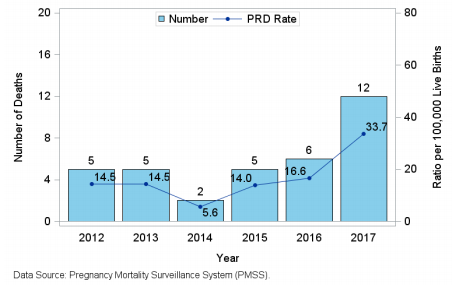 Number PRD Rate
Number of Deaths
20
16
12
8
4
0
5 5 2 5 6 12
14.5 14.5 5.6 14.0 16.6 33.7
80
60
40
20
0
Ratio per 100,000 Live Births
2012 2013 2014 2015 2016 2017
Year
Data Source: Pregnancy Mortality Surveillance System (PMSS).